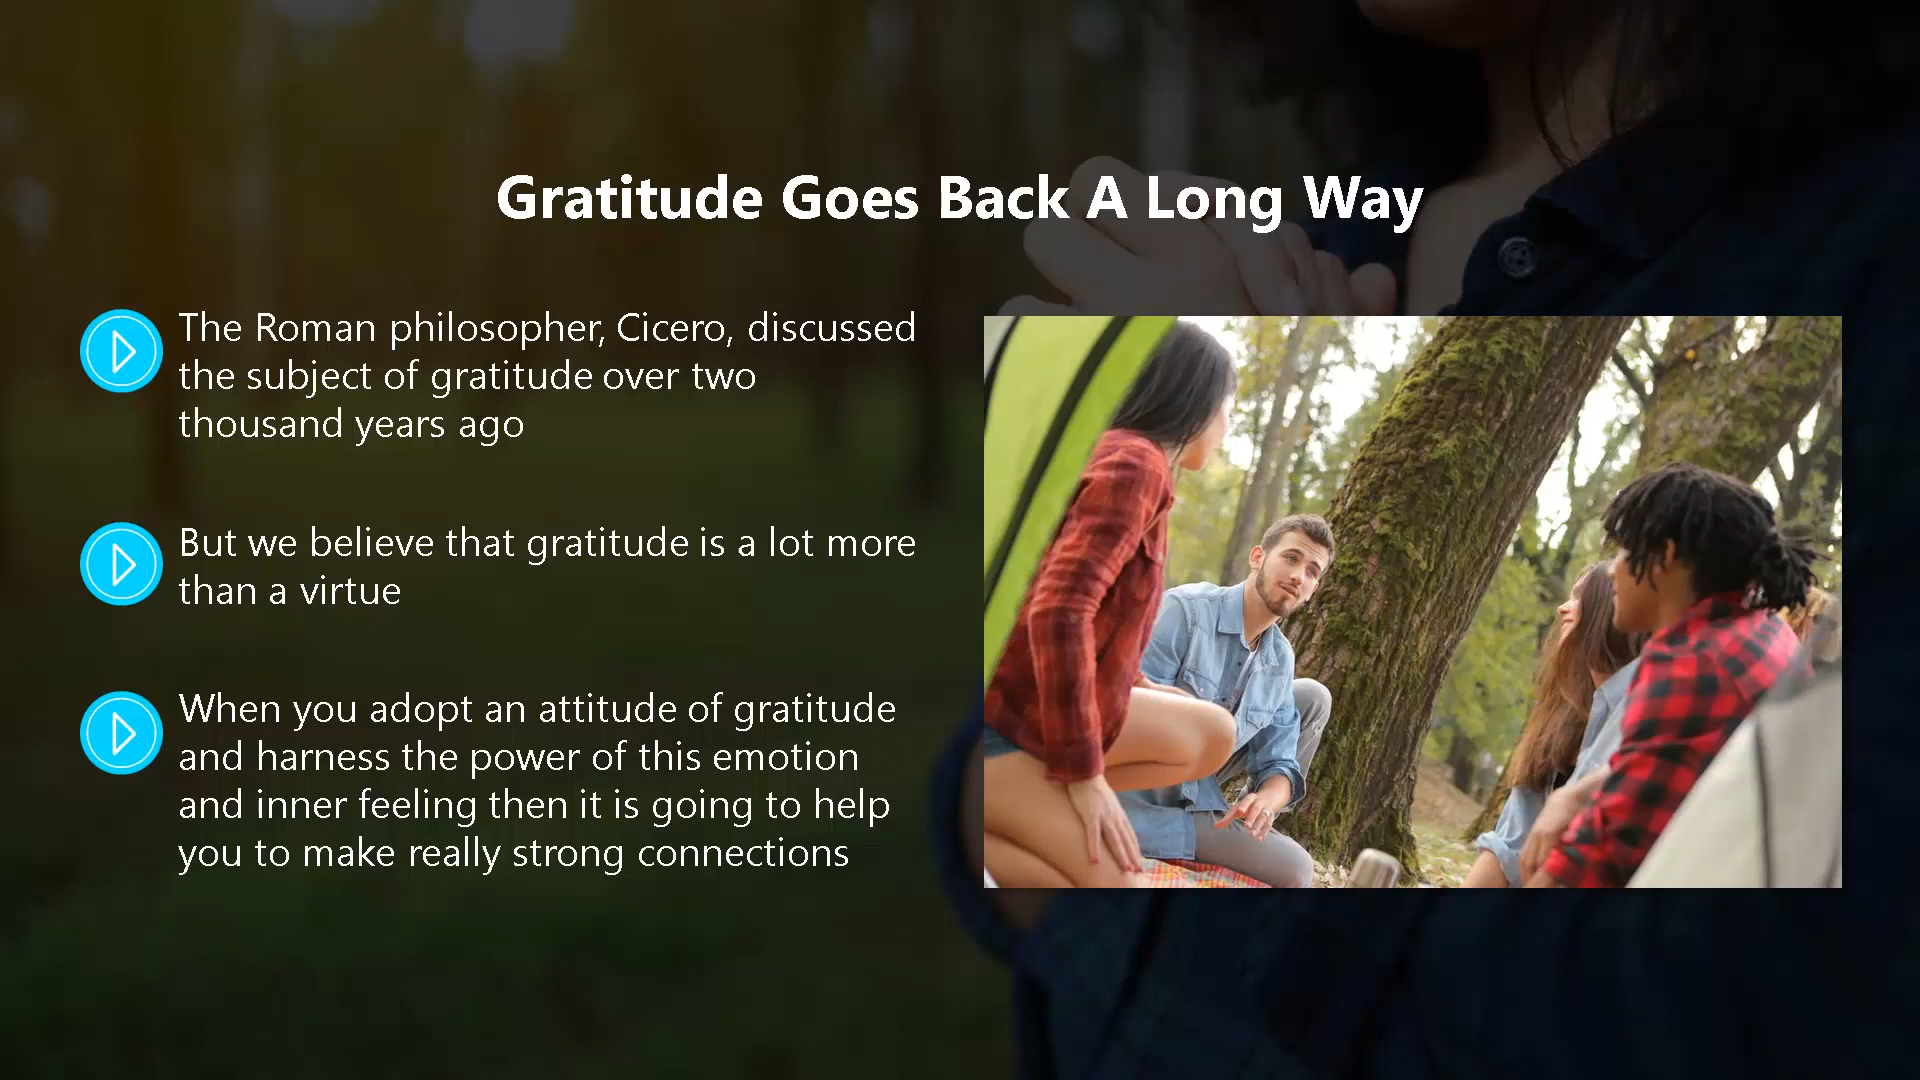 Gratitude Goes Back A Long Way
The Roman philosopher, Cicero, discussed
the subject of gratitude over two
thousand years ago
But we believe that gratitude is a lot more
than a virtue
When you adopt an attitude of gratitude
and harness the power of this emotion
and inner feeling then it is going to help
you to make really strong connections